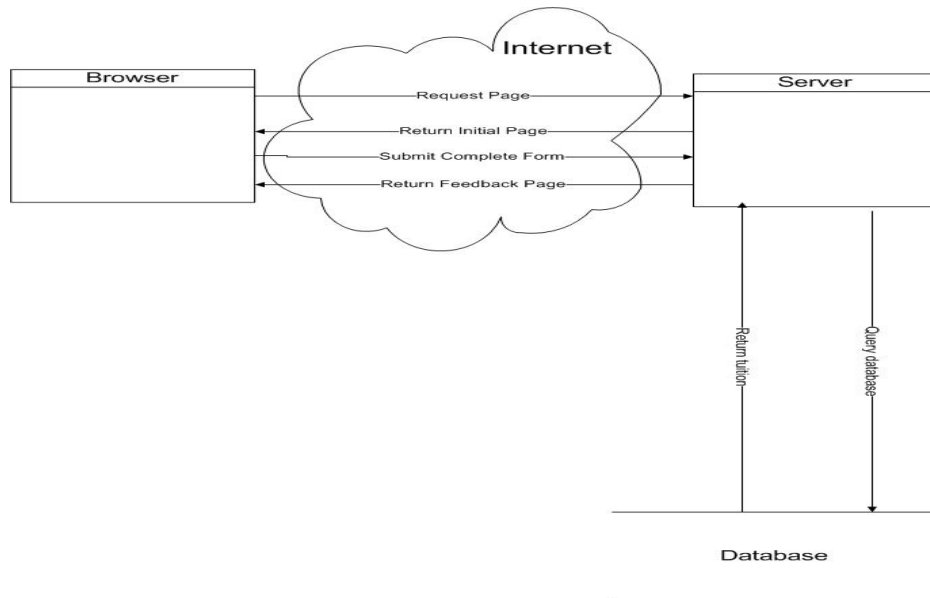 Internet
Browser
Server
Request Page
Return Initial Page
Submit Complete Form
Return Feedback Page
Return tuition
Query database
Database